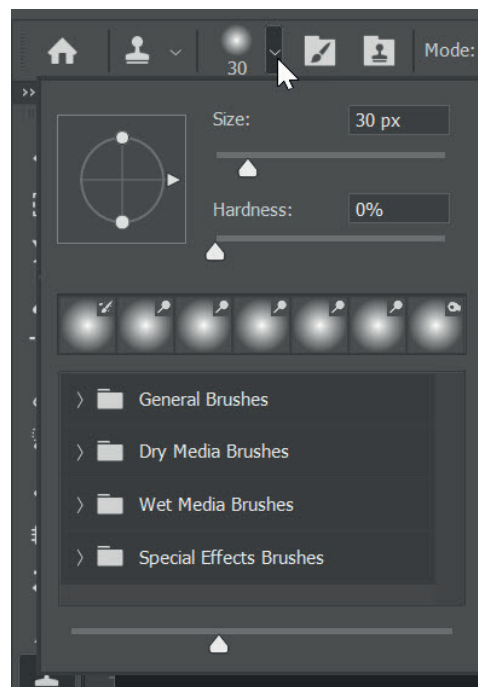 30
Mode:
Size:
30 px
Hardness:
0%
General Brushes
Dry Media Brushes
Wet Media Brushes
Special Effects Brushes